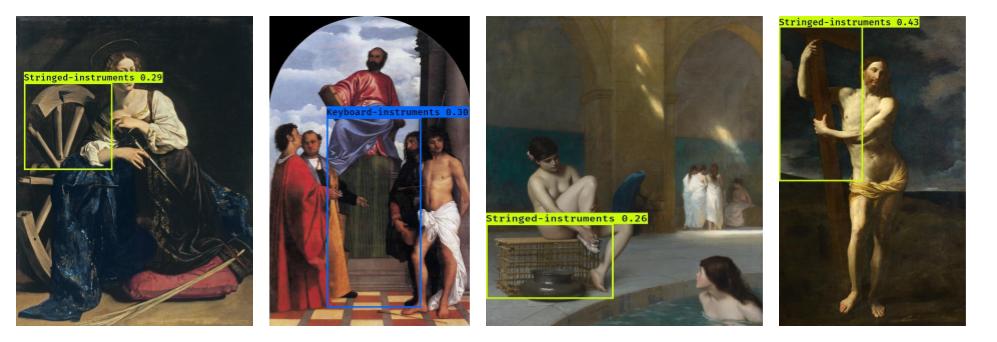 Stringed-instruments 0.29
Keyboard-instruments 0.30
Stringed-instruments 0.26
Stringed-instruments 0.43